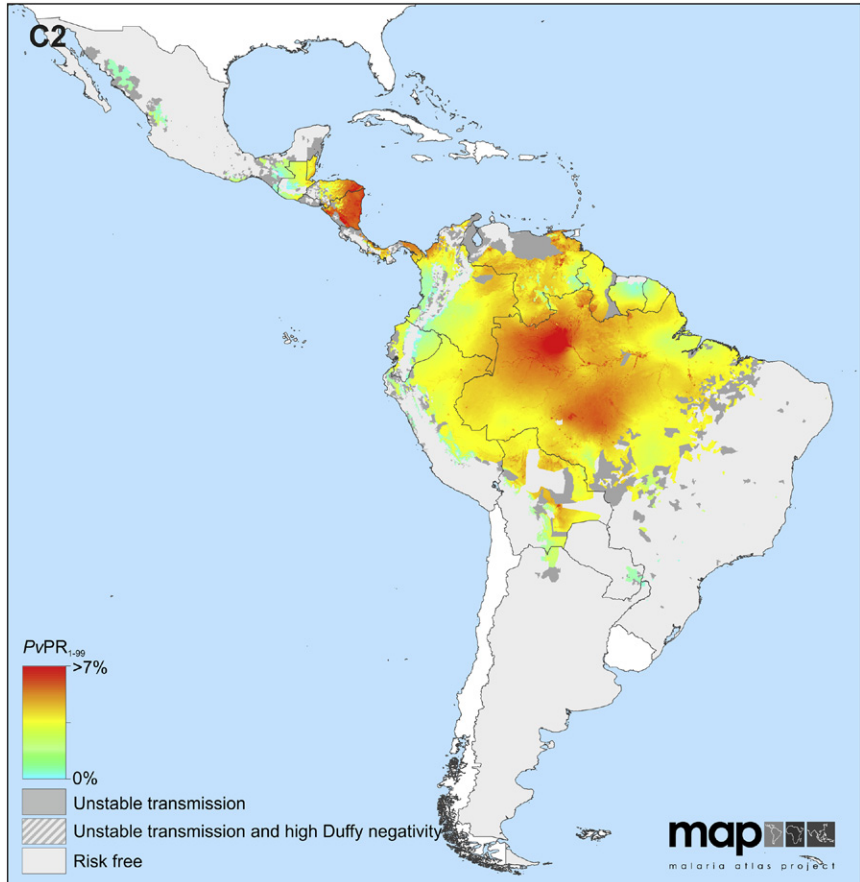 C2
PvPR1-99
>7%
0%
Unstable transmission
Unstable transmission and high Duffy negativity
Risk free
map
malaria atlas project